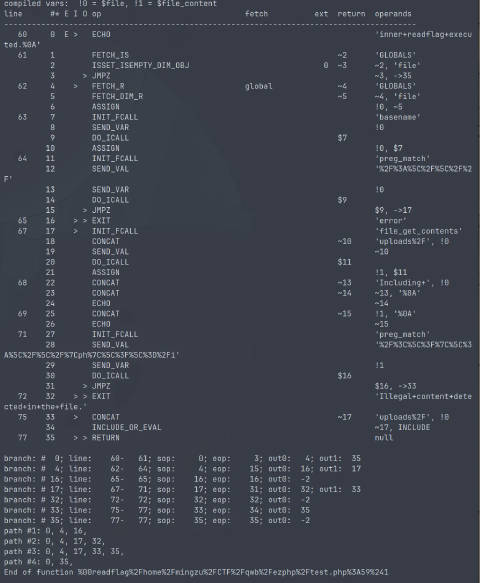 compiled vars:  !0 = $file, !1 = $file_content
line      #* E I O op                           fetch          ext  return  operands
-------------------------------------------------------------------------------------
   60     0  E >   ECHO                                                     'inner+readflag+execu
ted.%0A'
   61     1        FETCH_IS                                         ~2      'GLOBALS'
          2        ISSET_ISEMPTY_DIM_OBJ                         0  ~3      ~2, 'file'
          3      > JMPZ                                                     ~3, ->35
   62     4    >   FETCH_R                      global              ~4      'GLOBALS'
          5        FETCH_DIM_R                                      ~5      ~4, 'file'
          6        ASSIGN                                                   !0, ~5
   63     7        INIT_FCALL                                               'basename'
          8        SEND_VAR                                                 !0
          9        DO_ICALL                                         $7
         10        ASSIGN                                                   !0, $7
   64    11        INIT_FCALL                                               'preg_match'
         12        SEND_VAL                                                 '%2F%3A%5C%2F%5C%2F%2
F'
         13        SEND_VAR                                                 !0
         14        DO_ICALL                                         $9
         15      > JMPZ                                                     $9, ->17
   65    16    > > EXIT                                                     'error'
   67    17    >   INIT_FCALL                                               'file_get_contents'
         18        CONCAT                                           ~10     'uploads%2F', !0
         19        SEND_VAL                                                 ~10
         20        DO_ICALL                                         $11
         21        ASSIGN                                                   !1, $11
   68    22        CONCAT                                           ~13     'Including+', !0
         23        CONCAT                                           ~14     ~13, '%0A'
         24        ECHO                                                     ~14
   69    25        CONCAT                                           ~15     !1, '%0A'
         26        ECHO                                                     ~15
   71    27        INIT_FCALL                                               'preg_match'
         28        SEND_VAL                                                 '%2F%3C%5C%3F%7C%5C%3
A%5C%2F%5C%2F%7Cph%7C%5C%3F%5C%3D%2Fi'
         29        SEND_VAR                                                 !1
         30        DO_ICALL                                         $16
         31      > JMPZ                                                     $16, ->33
   72    32    > > EXIT                                                     'Illegal+content+dete
cted+in+the+file.'
   75    33    >   CONCAT                                           ~17     'uploads%2F', !0
         34        INCLUDE_OR_EVAL                                          ~17, INCLUDE
   77    35    > > RETURN                                                   null

branch: #  0; line:    60-   61; sop:     0; eop:     3; out0:   4; out1:  35
branch: #  4; line:    62-   64; sop:     4; eop:    15; out0:  16; out1:  17
branch: # 16; line:    65-   65; sop:    16; eop:    16; out0:  -2
branch: # 17; line:    67-   71; sop:    17; eop:    31; out0:  32; out1:  33
branch: # 32; line:    72-   72; sop:    32; eop:    32; out0:  -2
branch: # 33; line:    75-   77; sop:    33; eop:    34; out0:  35
branch: # 35; line:    77-   77; sop:    35; eop:    35; out0:  -2
path #1: 0, 4, 16,
path #2: 0, 4, 17, 32,
path #3: 0, 4, 17, 33, 35,
path #4: 0, 35,
End of function %00readflag%2Fhome%2Fmingzu%2FCTF%2Fqwb%2Fezphp%2Ftest.php%3A59%241